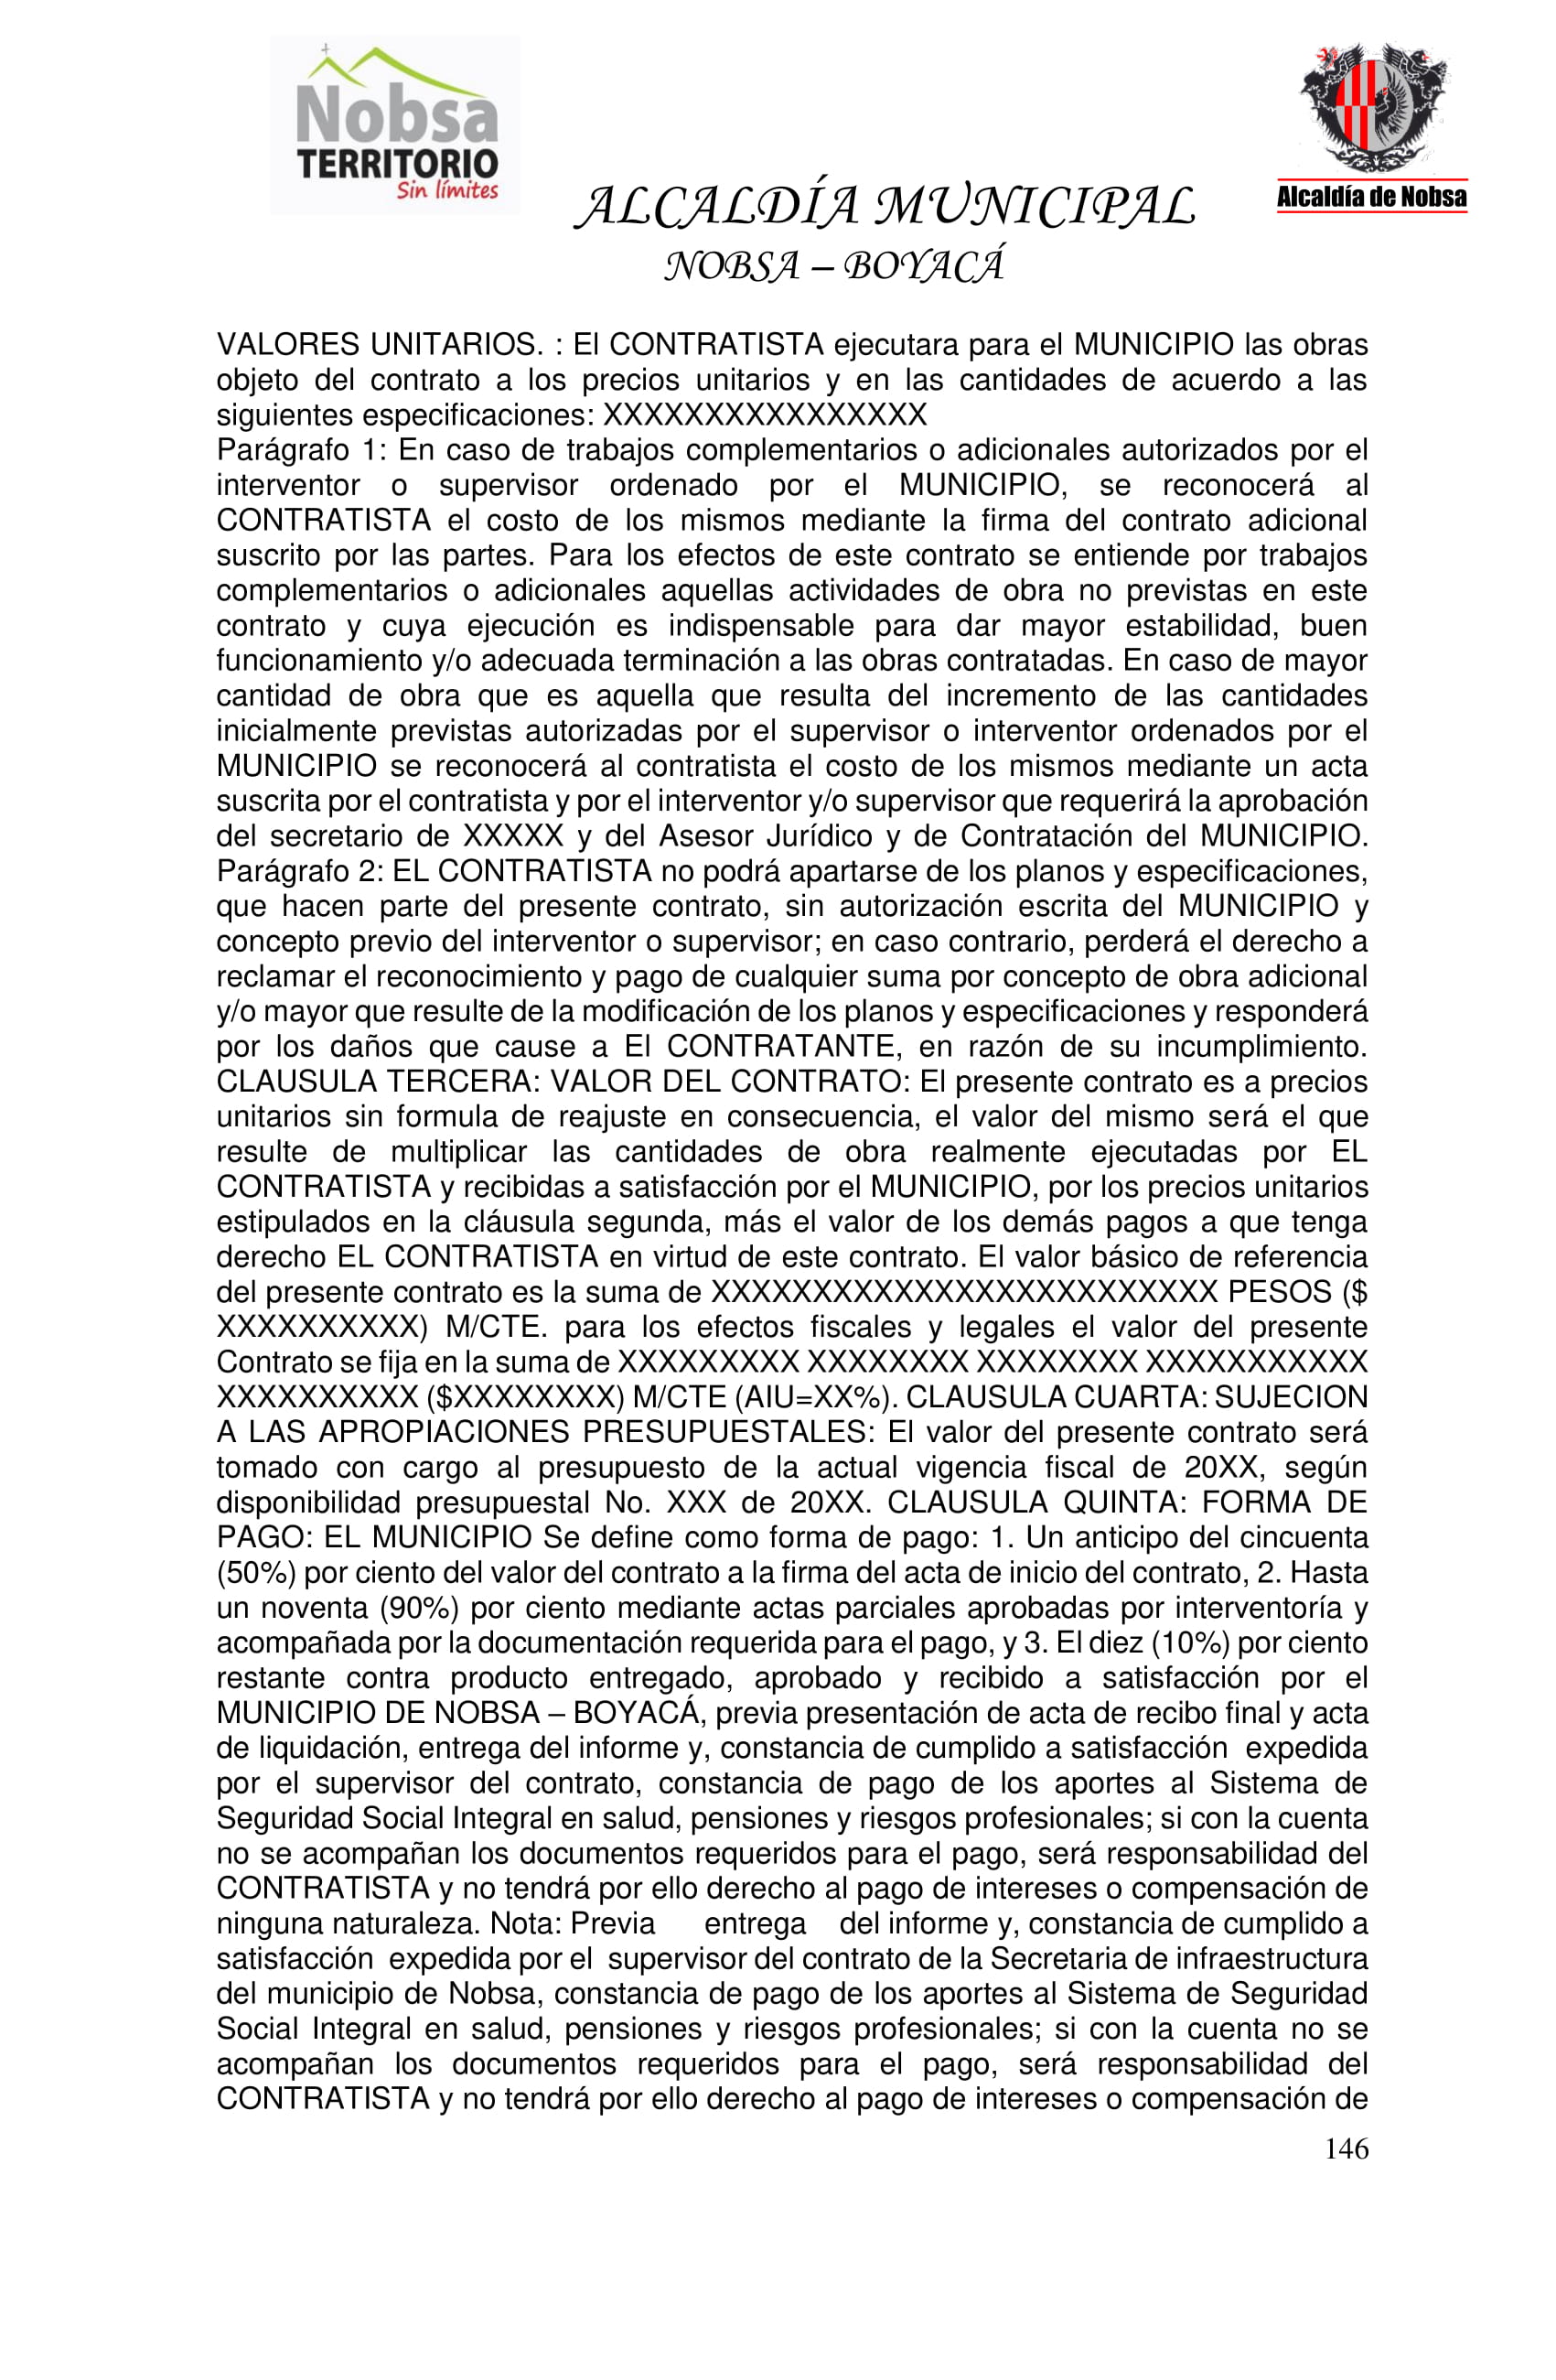 Nobsa
TERRITORIO
Sin límites
Alcaldía de Nobsa
ALCALDÍA MUNICIPAL
NOBSA – BOYACÁ
VALORES UNITARIOS. : El CONTRATISTA ejecutara para el MUNICIPIO las obras
objeto del contrato a los precios unitarios y en las cantidades de acuerdo a las
siguientes especificaciones: XXXXXXXXXXXXXXXX
Parágrafo 1: En caso de trabajos complementarios o adicionales autorizados por el
interventor o supervisor ordenado por el MUNICIPIO, se reconocerá al
CONTRATISTA el costo de los mismos mediante la firma del contrato adicional
suscrito por las partes. Para los efectos de este contrato se entiende por trabajos
complementarios o adicionales aquellas actividades de obra no previstas en este
contrato y cuya ejecución es indispensable para dar mayor estabilidad, buen
funcionamiento y/o adecuada terminación a las obras contratadas. En caso de mayor
cantidad de obra que es aquella que resulta del incremento de las cantidades
inicialmente previstas autorizadas por el supervisor o interventor ordenados por el
MUNICIPIO se reconocerá al contratista el costo de los mismos mediante un acta
suscrita por el contratista y por el interventor y/o supervisor que requerirá la aprobación
del secretario de XXXXX y del Asesor Jurídico y de Contratación del MUNICIPIO.
Parágrafo 2: EL CONTRATISTA no podrá apartarse de los planos y especificaciones,
que hacen parte del presente contrato, sin autorización escrita del MUNICIPIO y
concepto previo del interventor o supervisor; en caso contrario, perderá el derecho a
reclamar el reconocimiento y pago de cualquier suma por concepto de obra adicional
y/o mayor que resulte de la modificación de los planos y especificaciones y responderá
por los daños que cause a El CONTRATANTE, en razón de su incumplimiento.
CLAUSULA TERCERA: VALOR DEL CONTRATO: El presente contrato es a precios
unitarios sin formula de reajuste en consecuencia, el valor del mismo será el que
resulte de multiplicar las cantidades de obra realmente ejecutadas por EL
CONTRATISTA y recibidas a satisfacción por el MUNICIPIO, por los precios unitarios
estipulados en la cláusula segunda, más el valor de los demás pagos a que tenga
derecho EL CONTRATISTA en virtud de este contrato. El valor básico de referencia
del presente contrato es la suma de XXXXXXXXXXXXXXXXXXXXXXXXX PESOS ($
XXXXXXXXXX) M/CTE. para los efectos fiscales y legales el valor del presente
Contrato se fija en la suma de XXXXXXXXX XXXXXXXX XXXXXXXX XXXXXXXXXXX
XXXXXXXXXX ($XXXXXXXX) M/CTE (AIU=XX%). CLAUSULA CUARTA: SUJECION
A LAS APROPIACIONES PRESUPUESTALES: El valor del presente contrato será
tomado con cargo al presupuesto de la actual vigencia fiscal de 20XX, según
disponibilidad presupuestal No. XXX de 20XX. CLAUSULA QUINTA: FORMA DE
PAGO: EL MUNICIPIO Se define como forma de pago: 1. Un anticipo del cincuenta
(50%) por ciento del valor del contrato a la firma del acta de inicio del contrato, 2. Hasta
un noventa (90%) por ciento mediante actas parciales aprobadas por interventoría y
acompañada por la documentación requerida para el pago, y 3. El diez (10%) por ciento
restante contra producto entregado, aprobado y recibido a satisfacción por el
MUNICIPIO DE NOBSA – BOYACÁ, previa presentación de acta de recibo final y acta
de liquidación, entrega del informe y, constancia de cumplido a satisfacción expedida
por el supervisor del contrato, constancia de pago de los aportes al Sistema de
Seguridad Social Integral en salud, pensiones y riesgos profesionales; si con la cuenta
no se acompañan los documentos requeridos para el pago, será responsabilidad del
CONTRATISTA y no tendrá por ello derecho al pago de intereses o compensación de
ninguna naturaleza. Nota: Previa entrega del informe y, constancia de cumplido a
satisfacción expedida por el supervisor del contrato de la Secretaria de infraestructura
del municipio de Nobsa, constancia de pago de los aportes al Sistema de Seguridad
Social Integral en salud, pensiones y riesgos profesionales; si con la cuenta no se
acompañan los documentos requeridos para el pago, será responsabilidad del
CONTRATISTA y no tendrá por ello derecho al pago de intereses o compensación de
146